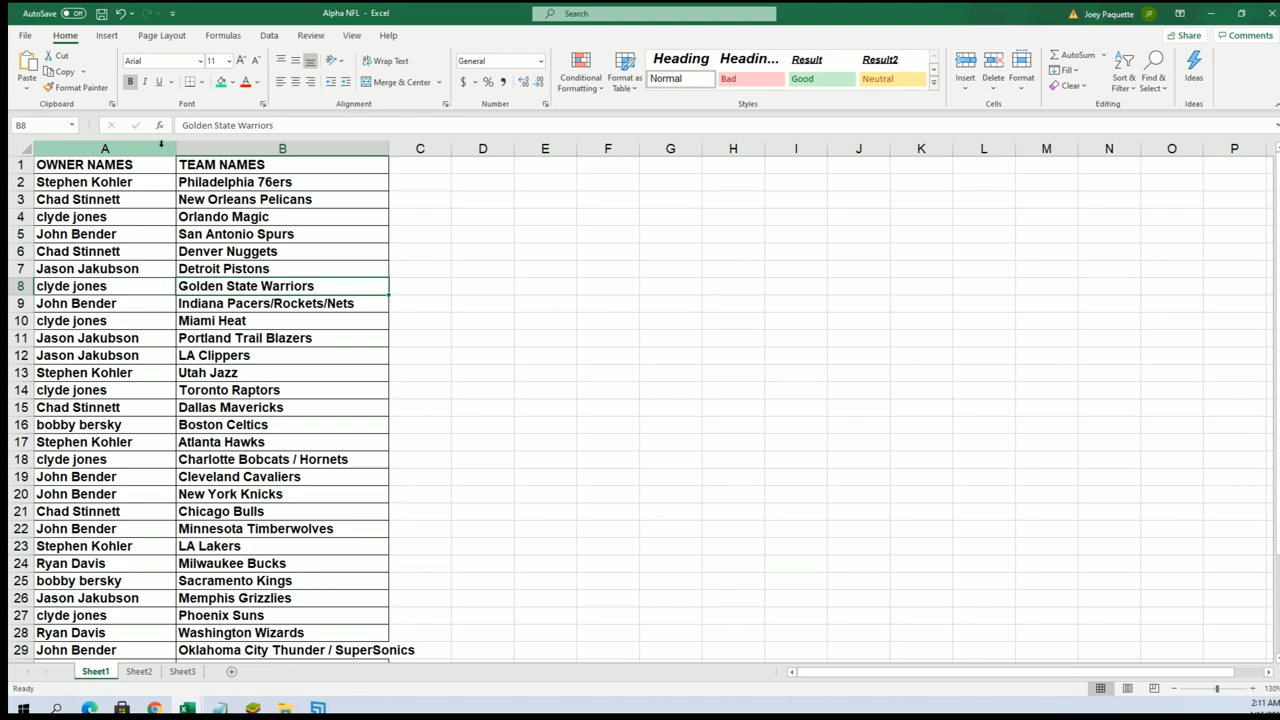 AutoSave Off Alpha NFL - Excel Search Joey Paquette JP
File Home Insert Page Layout Formulas Data Review View Help Share Comments
Cut Arial 11 Wrap Text General Heading Headin... Result Result2 AutoSum
Copy Fill
Paste Format Painter B I U Merge & Center $ % Conditional Formatting Format as Table Normal Bad Good Neutral Insert Delete Format Clear Sort & Filter Find & Select Ideas
Clipboard Font Alignment Number Styles Cells Editing Ideas
B8 fx Golden State Warriors
A B C D E F G H I J K L M N O P
1 OWNER NAMES TEAM NAMES
2 Stephen Kohler Philadelphia 76ers
3 Chad Stinnett New Orleans Pelicans
4 clyde jones Orlando Magic
5 John Bender San Antonio Spurs
6 Chad Stinnett Denver Nuggets
7 Jason Jakubson Detroit Pistons
8 clyde jones Golden State Warriors
9 John Bender Indiana Pacers/Rockets/Nets
10 clyde jones Miami Heat
11 Jason Jakubson Portland Trail Blazers
12 Jason Jakubson LA Clippers
13 Stephen Kohler Utah Jazz
14 clyde jones Toronto Raptors
15 Chad Stinnett Dallas Mavericks
16 bobby bersky Boston Celtics
17 Stephen Kohler Atlanta Hawks
18 clyde jones Charlotte Bobcats / Hornets
19 John Bender Cleveland Cavaliers
20 John Bender New York Knicks
21 Chad Stinnett Chicago Bulls
22 John Bender Minnesota Timberwolves
23 Stephen Kohler LA Lakers
24 Ryan Davis Milwaukee Bucks
25 bobby bersky Sacramento Kings
26 Jason Jakubson Memphis Grizzlies
27 clyde jones Phoenix Suns
28 Ryan Davis Washington Wizards
29 John Bender Oklahoma City Thunder / SuperSonics
Sheet1 Sheet2 Sheet3
Ready 130%
2:11 AM